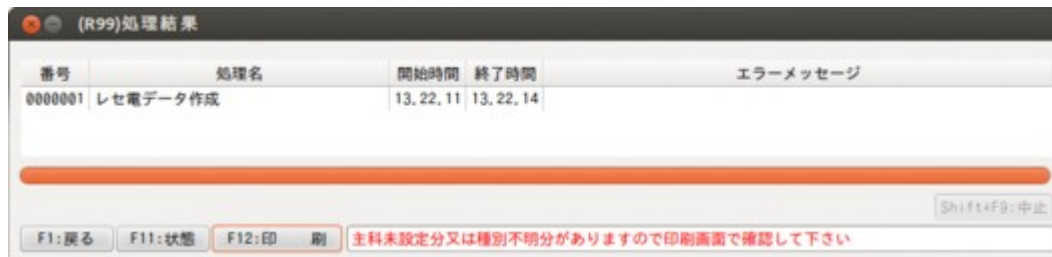 (R99)処理結果
番号 処理名 開始時間 終了時間 エラーメッセージ
0000001 レセ電データ作成 13.22.11 13.22.14
Shift+F9:中止
F1:戻る F11:状態 F12:印 刷 主科未設定分又は種別不明分がありますので印刷画面で確認して下さい